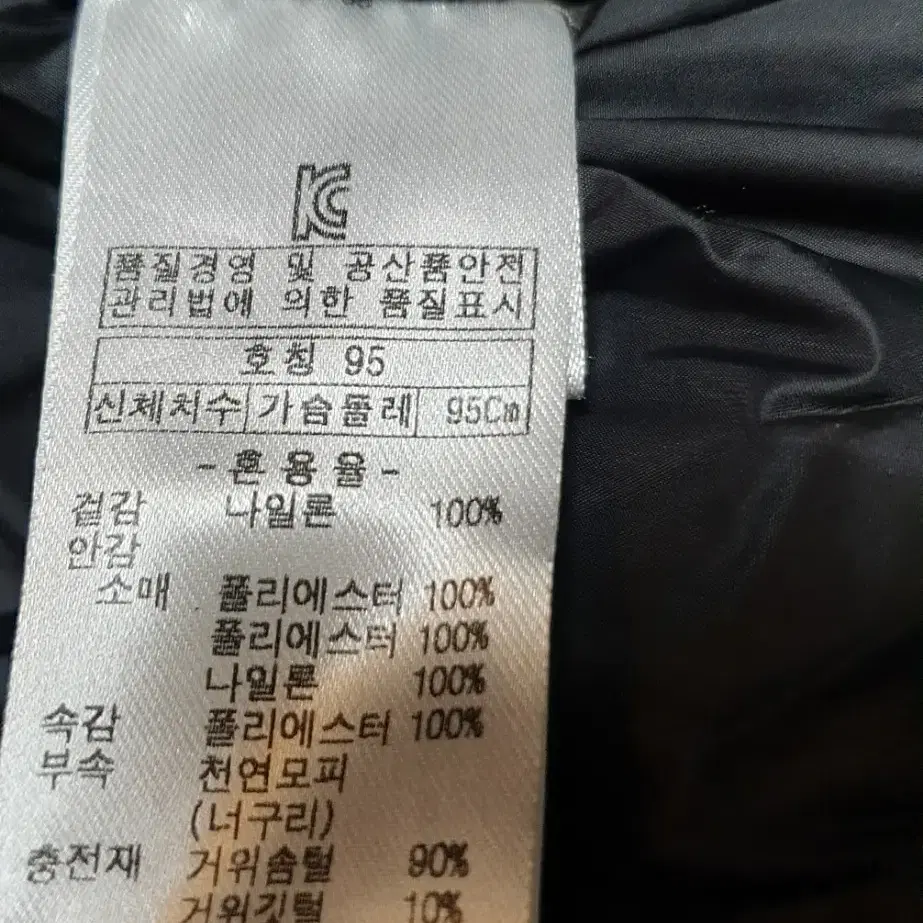 KC
품질경영 및 공산품안전
관리법에 의한 품질표시
호칭 95
신체치수 가슴둘레 95Cm
-혼용율-
겉감 나일론 100%
안감
소매 폴리에스터 100%
폴리에스터 100%
나일론 100%
속감 폴리에스터 100%
부속 천연모피
(너구리)
충전재 거위솜털 90%
거위깃털 10%